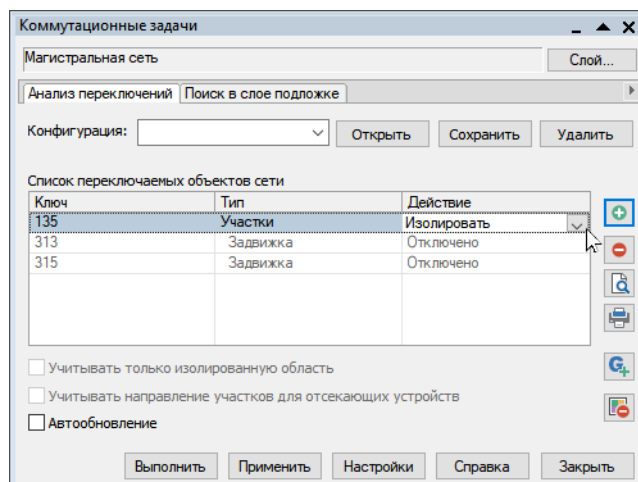 Коммутационные задачи
Магистральная сеть Слой...
Анализ переключений Поиск в слое подложке
Конфигурация: Открыть Сохранить Удалить
Список переключаемых объектов сети
Ключ Тип Действие
135 Участки Изолировать
313 Задвижка Отключено
315 Задвижка Отключено
Учитывать только изолированную область
Учитывать направление участков для отсекающих устройств
Автообновление
Выполнить Применить Настройки Справка Закрыть